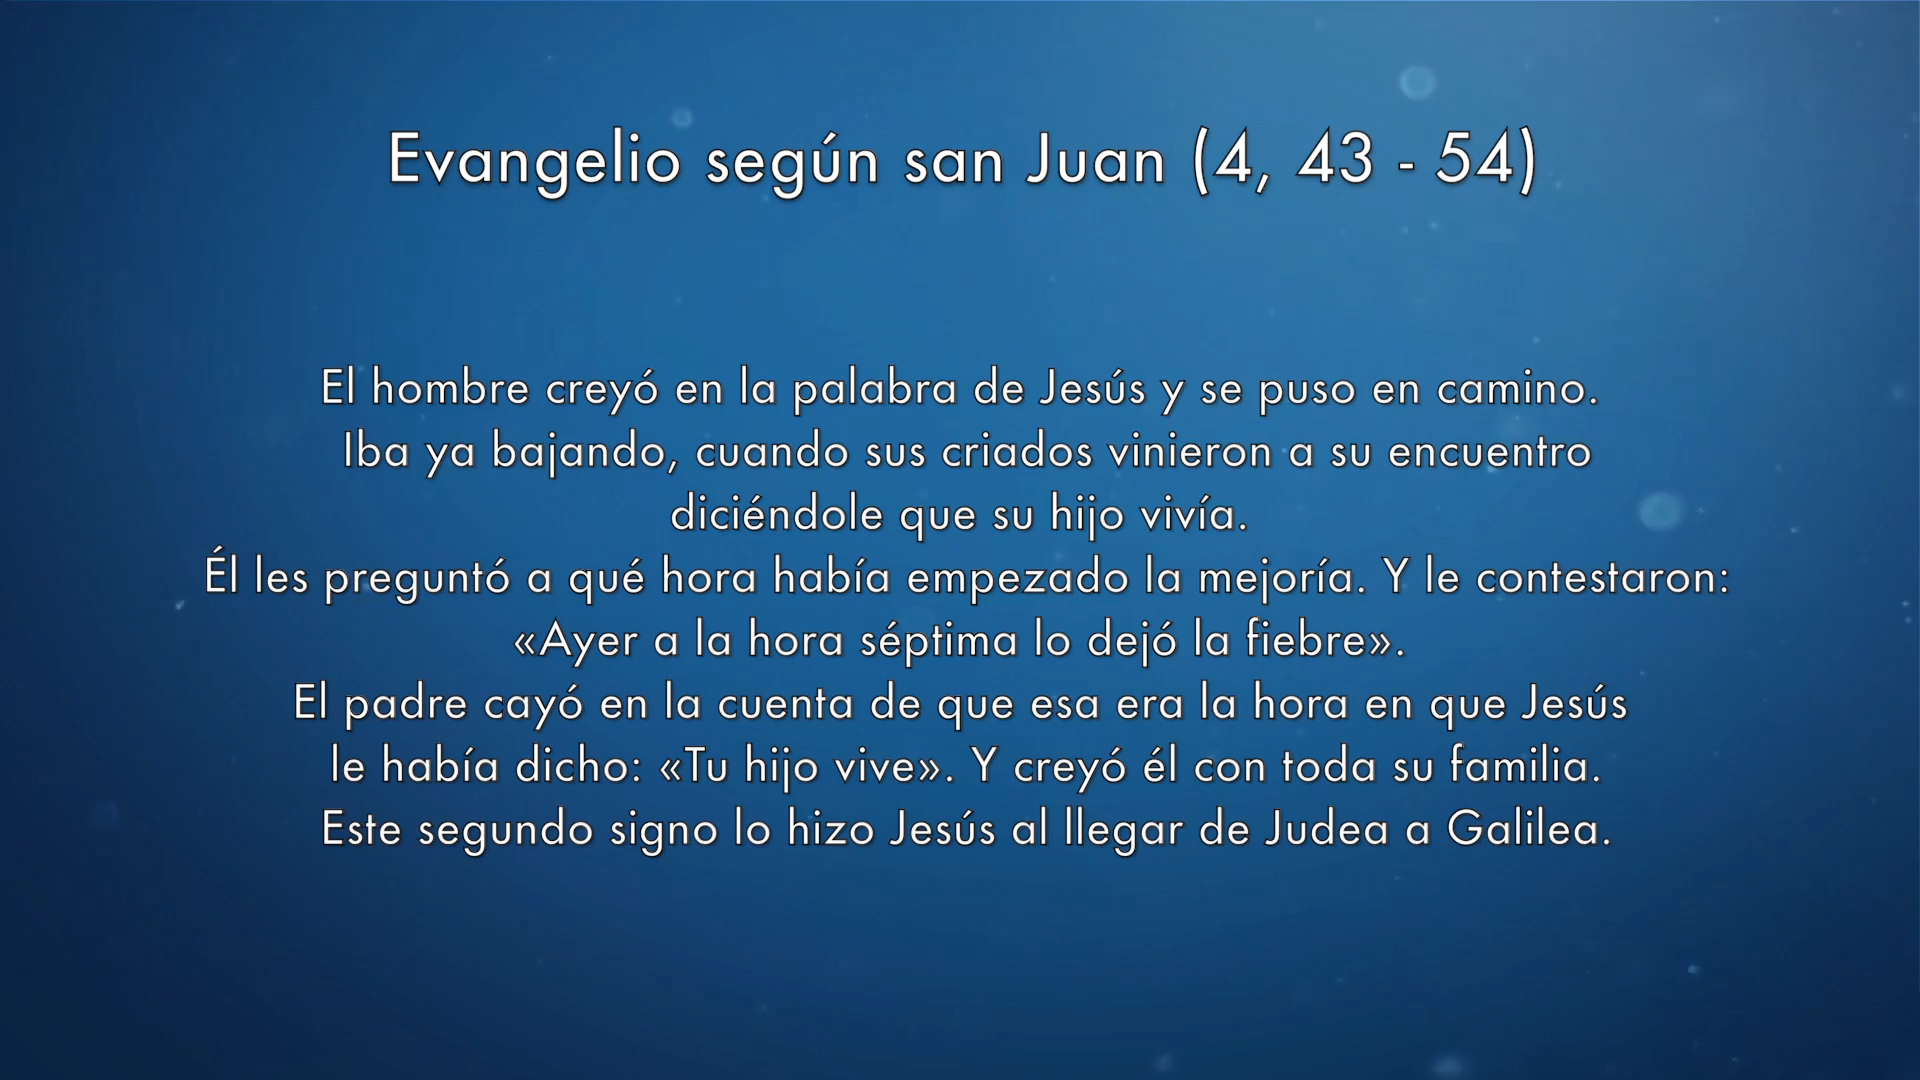 Evangelio según san Juan (4, 43 - 54)
El hombre creyó en la palabra de Jesús y se puso en camino.
Iba ya bajando, cuando sus criados vinieron a su encuentro
diciéndole que su hijo vivía.
Él les preguntó a qué hora había empezado la mejoría. Y le contestaron:
«Ayer a la hora séptima lo dejó la fiebre».
El padre cayó en la cuenta de que esa era la hora en que Jesús
le había dicho: «Tu hijo vive». Y creyó él con toda su familia.
Este segundo signo lo hizo Jesús al llegar de Judea a Galilea.